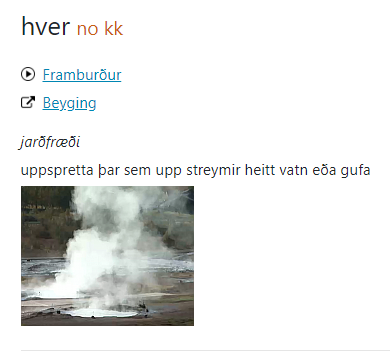 hver no kk
Framburður
Beyging
jarðfræði
uppspretta þar sem upp streymir heitt vatn eða gufa